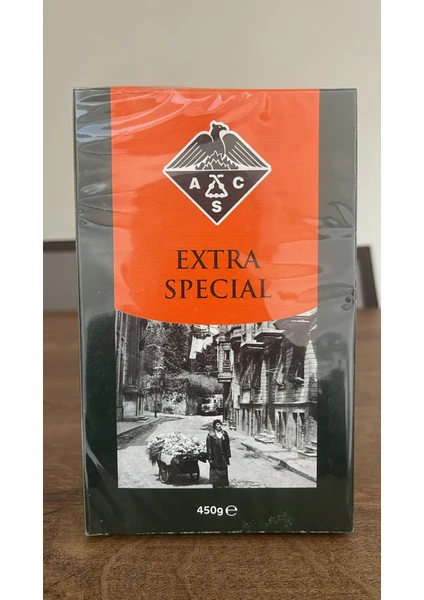 A C
S
EXTRA
SPECIAL
450g ℮